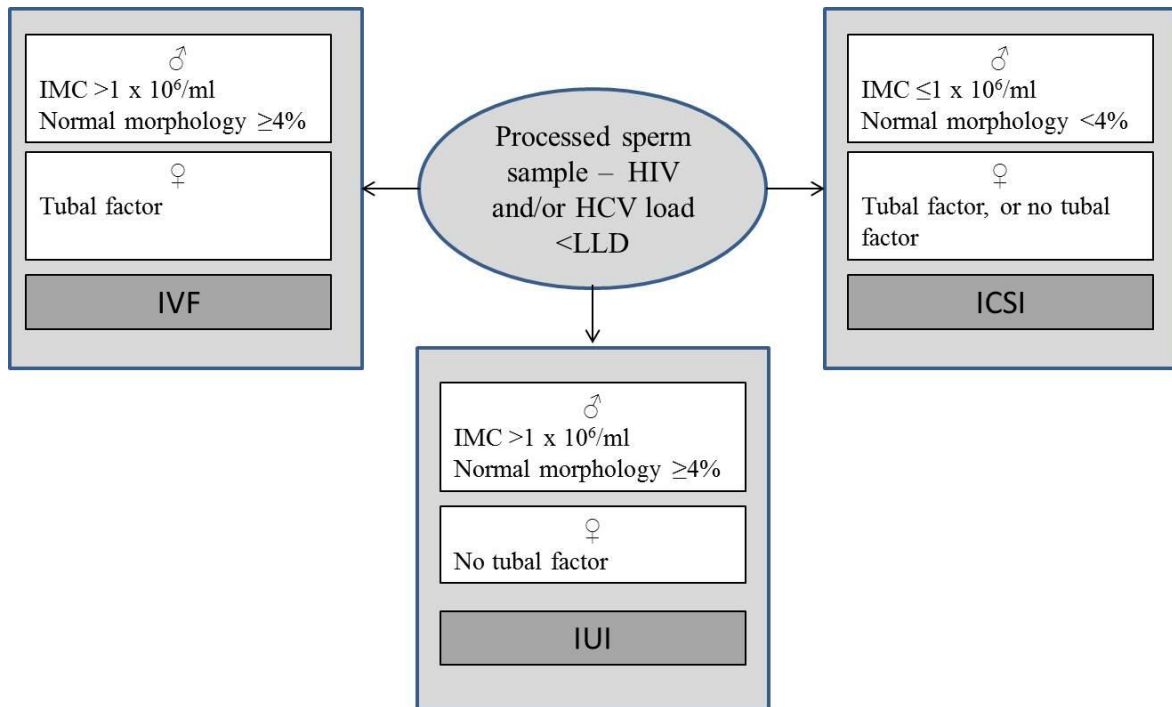 ♂
IMC >1 x 10⁶/ml
Normal morphology ≥4%
♀
Tubal factor
IVF
Processed sperm
sample – HIV
and/or HCV load
<LLD
♂
IMC ≤1 x 10⁶/ml
Normal morphology <4%
♀
Tubal factor, or no tubal
factor
ICSI
♂
IMC >1 x 10⁶/ml
Normal morphology ≥4%
♀
No tubal factor
IUI